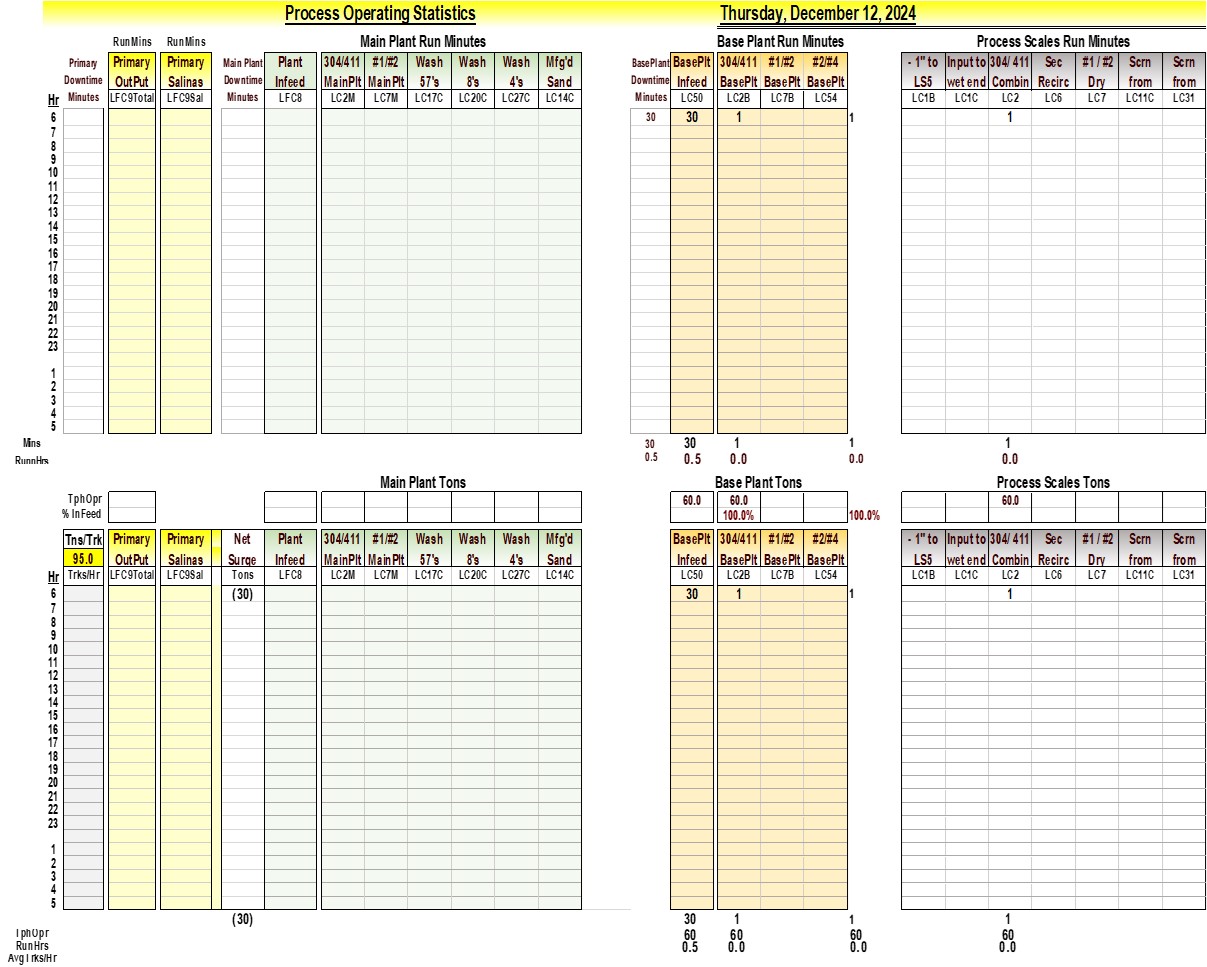 Process Operating Statistics Thursday, December 12, 2024
RunMins RunMins Main Plant Run Minutes Base Plant Run Minutes Process Scales Run Minutes
Primary Primary Primary Main Plant Plant 304/411 #1/#2 Wash Wash Wash Mfg'd BasePlant BasePlt 304/411 #1/#2 #2/#4 - 1" to Input to 304/ 411 Sec #1 / #2 Scrn Scrn
Downtime OutPut Salinas Downtime Infeed MainPlt MainPlt 57's 8's 4's Sand Downtime Infeed BasePlt BasePlt BasePlt LS5 wet end Combin Recirc Dry from from
Hr Minutes LFC9Total LFC9Sal Minutes LFC8 LC2M LC7M LC17C LC20C LC27C LC14C Minutes LC50 LC2B LC7B LC54 LC1B LC1C LC2 LC6 LC7 LC11C LC31
6 30 30 1 1 1
7
8
9
10
11
12
13
14
15
16
17
18
19
20
21
22
23
1
2
3
4
5
Mins 30 30 1 1 1
RunnHrs 0.5 0.5 0.0 0.0 0.0
Main Plant Tons Base Plant Tons Process Scales Tons
TphOpr 60.0 60.0 60.0
% InFeed 100.0% 100.0%
Tns/Trk Primary Primary Net Plant 304/411 #1/#2 Wash Wash Wash Mfg'd BasePlt 304/411 #1/#2 #2/#4 - 1" to Input to 304/ 411 Sec #1 / #2 Scrn Scrn
95.0 OutPut Salinas Surge Infeed MainPlt MainPlt 57's 8's 4's Sand Infeed BasePlt BasePlt BasePlt LS5 wet end Combin Recirc Dry from from
Hr Trks/Hr LFC9Total LFC9Sal Tons LFC8 LC2M LC7M LC17C LC20C LC27C LC14C LC50 LC2B LC7B LC54 LC1B LC1C LC2 LC6 LC7 LC11C LC31
6 (30) 30 1 1 1
7
8
9
10
11
12
13
14
15
16
17
18
19
20
21
22
23
1
2
3
4
5
(30) 30 1 1 1
TphOpr 60 60 60 60
RunHrs 0.5 0.0 0.0 0.0
AvgTrks/Hr